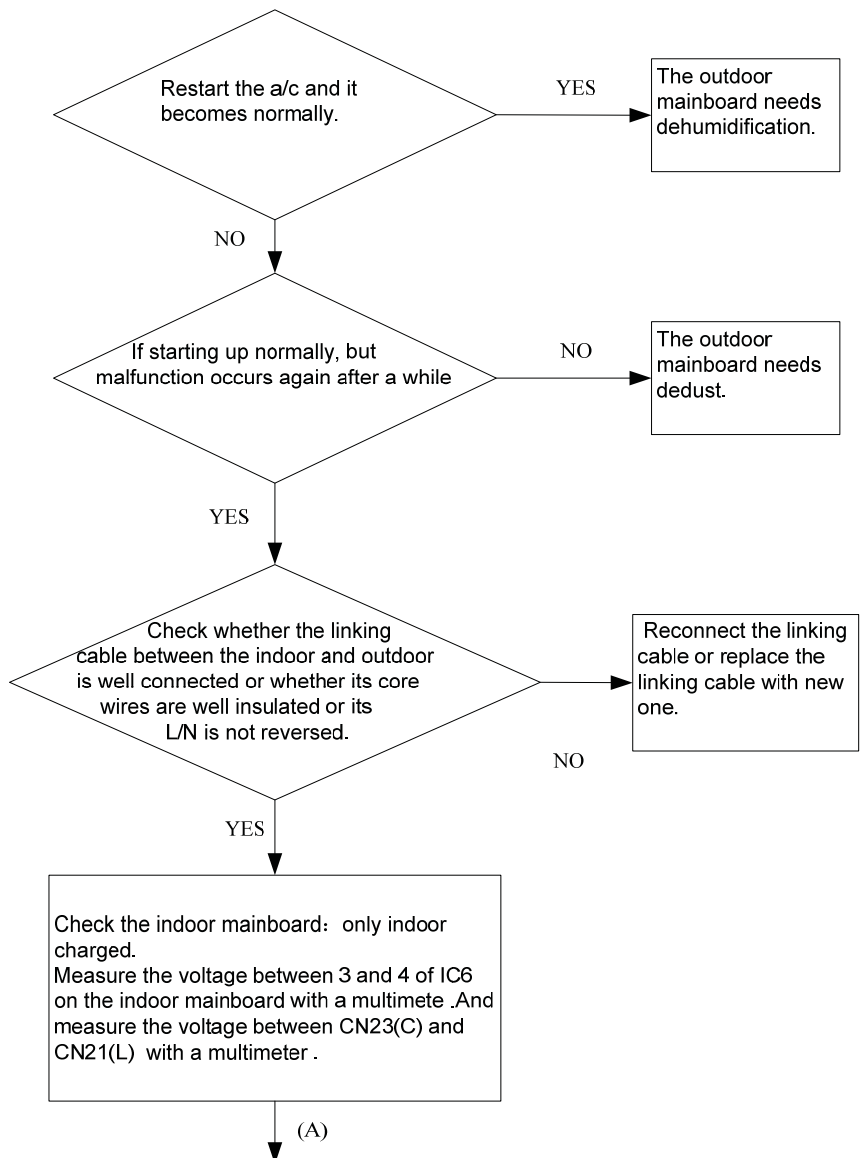 Restart the a/c and it
becomes normally.
YES
The outdoor
mainboard needs
dehumidification.
NO
If starting up normally, but
malfunction occurs again after a while
NO
The outdoor
mainboard needs
dedust.
YES
Check whether the linking
cable between the indoor and outdoor
is well connected or whether its core
wires are well insulated or its
L/N is not reversed.
NO
Reconnect the linking
cable or replace the
linking cable with new
one.
YES
Check the indoor mainboard：only indoor
charged.
Measure the voltage between 3 and 4 of IC6
on the indoor mainboard with a multimete .And
measure the voltage between CN23(C) and
CN21(L) with a multimeter .
(A)